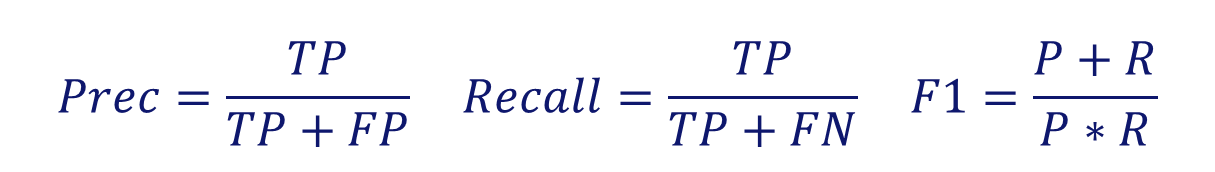 Prec = TP / (TP + FP)    Recall = TP / (TP + FN)    F1 = (P + R) / (P * R)